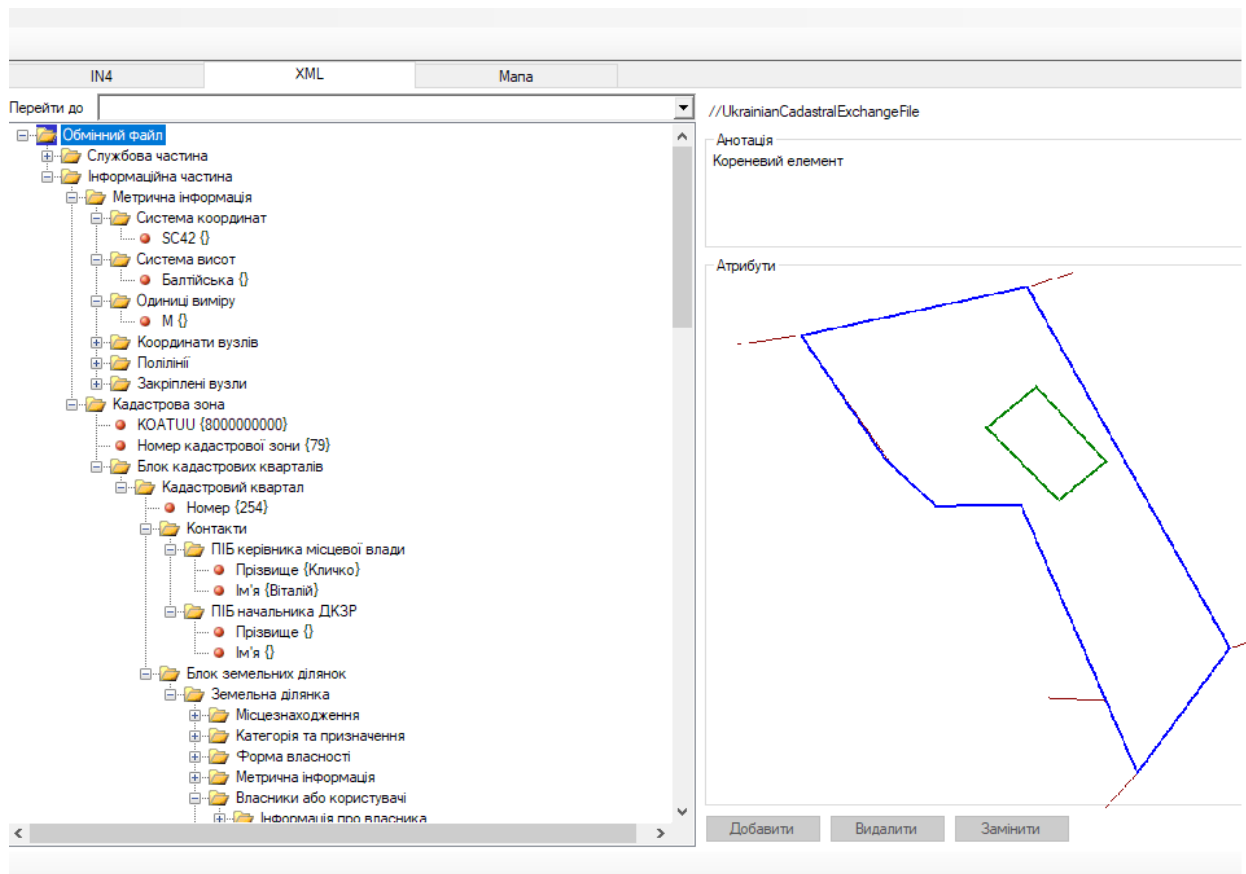 IN4
XML
Мапа
Перейти до
//UkrainianCadastralExchangeFile
Обмінний файл
Службова частина
Інформаційна частина
Метрична інформація
Система координат
SC42 {}
Система висот
Балтійська {}
Одиниці виміру
М {}
Координати вузлів
Полілінії
Закріплені вузли
Кадастрова зона
KOATUU {8000000000}
Номер кадастрової зони {79}
Блок кадастрових кварталів
Кадастровий квартал
Номер {254}
Контакти
ПІБ керівника місцевої влади
Прізвище {Кличко}
Ім'я {Віталій}
ПІБ начальника ДКЗР
Прізвище {}
Ім'я {}
Блок земельних ділянок
Земельна ділянка
Місцезнаходження
Категорія та призначення
Форма власності
Метрична інформація
Власники або користувачі
Інформація про власника
Анотація
Кореневий елемент
Атрибути
Добавити
Видалити
Замінити